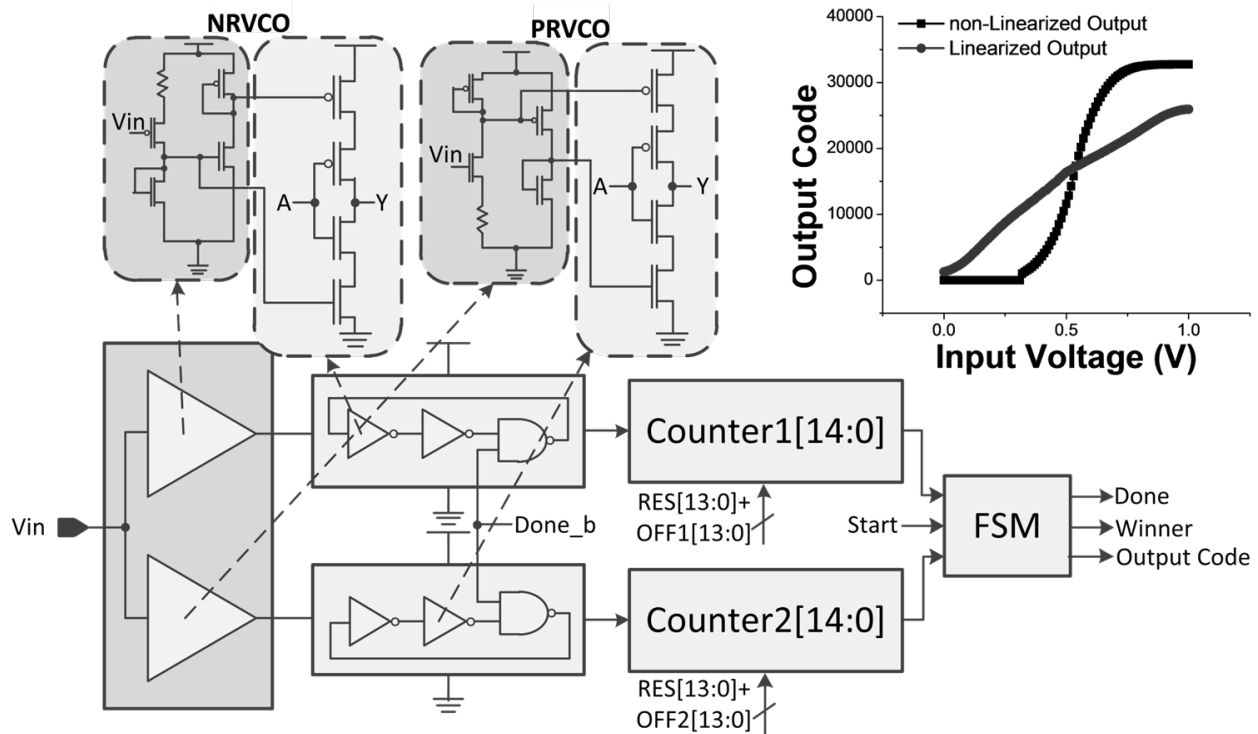 NRVCO
PRVCO
Vin
A
Y
Vin
A
Y
40000
30000
20000
10000
0
Output Code
non-Linearized Output
Linearized Output
0.0
0.5
1.0
Input Voltage (V)
Vin
Done_b
Counter1[14:0]
RES[13:0]+
OFF1[13:0]
Counter2[14:0]
RES[13:0]+
OFF2[13:0]
Start
FSM
Done
Winner
Output Code